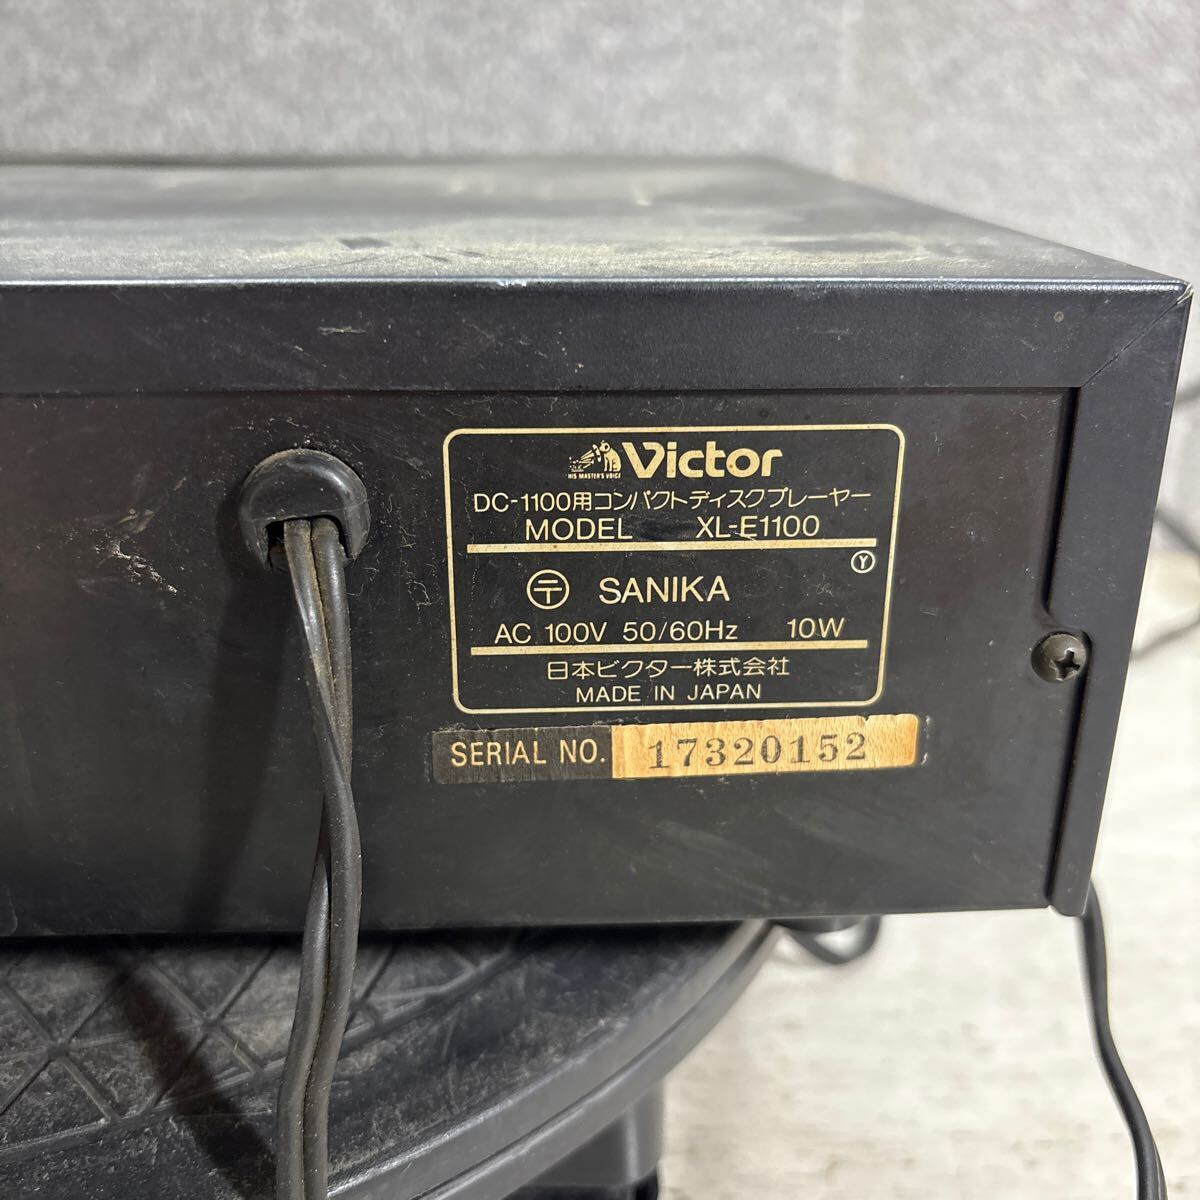 HIS MASTER'S VOICE
Victor
DC-1100用コンパクトディスクプレーヤー
MODEL XL-E1100
Y
〒 SANIKA
AC 100V 50/60Hz 10W
日本ビクター株式会社
MADE IN JAPAN
SERIAL NO. 17320152